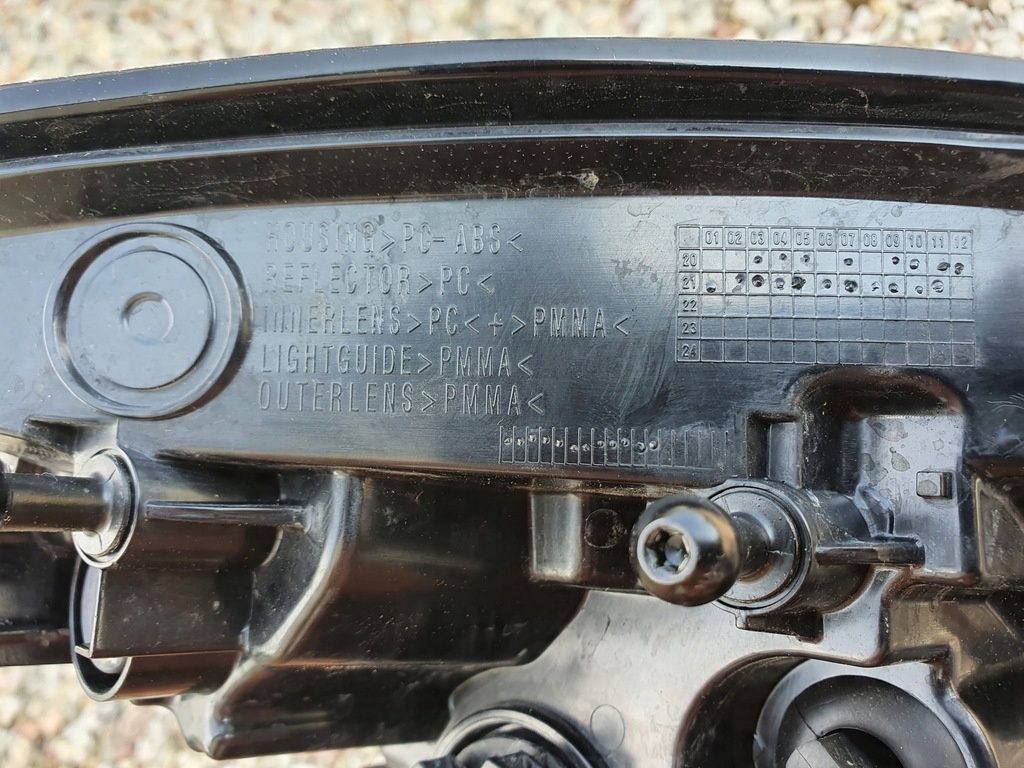 HOUSING>PC-ABS<
REFLECTOR>PC<
INNERLENS>PC<+>PMMA<
LIGHTGUIDE>PMMA<
OUTERLENS>PMMA<
01 02 03 04 05 06 07 08 09 10 11 12
20
21
22
23
24